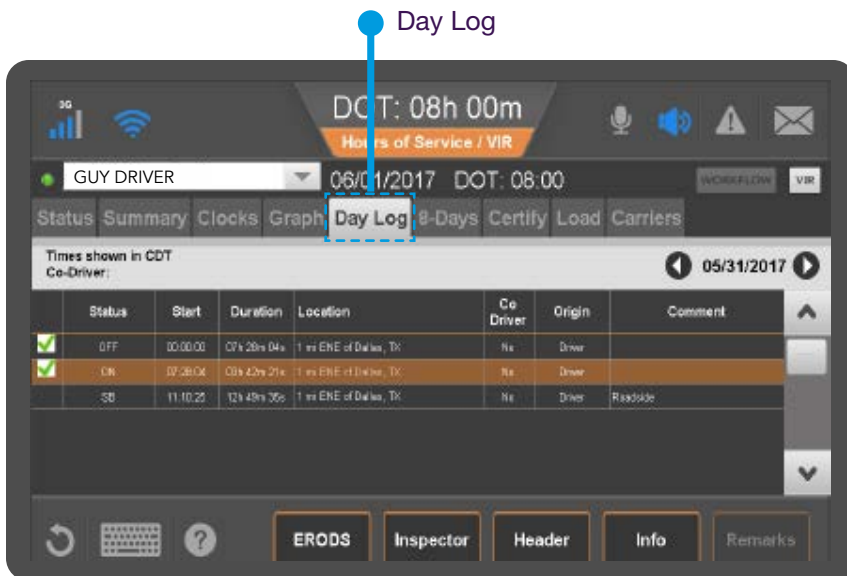 Day Log
3G
DOT: 08h 00m
Hours of Service / VIR
GUY DRIVER
06/01/2017 DOT: 08:00
WORKFLOW
VIR
Status Summary Clocks Graph Day Log 8-Days Certify Load Carriers
Times shown in CDT
Co-Driver:
05/31/2017
Status Start Duration Location Co Driver Origin Comment
OFF 00:00:00 07h 28m 04s 1 mi ENE of Dallas, TX No Driver
ON 07:28:04 03h 42m 21s 1 mi ENE of Dallas, TX No Driver
SB 11:10:25 12h 49m 35s 1 mi ENE of Dallas, TX No Driver Roadside
ERODS Inspector Header Info Remarks